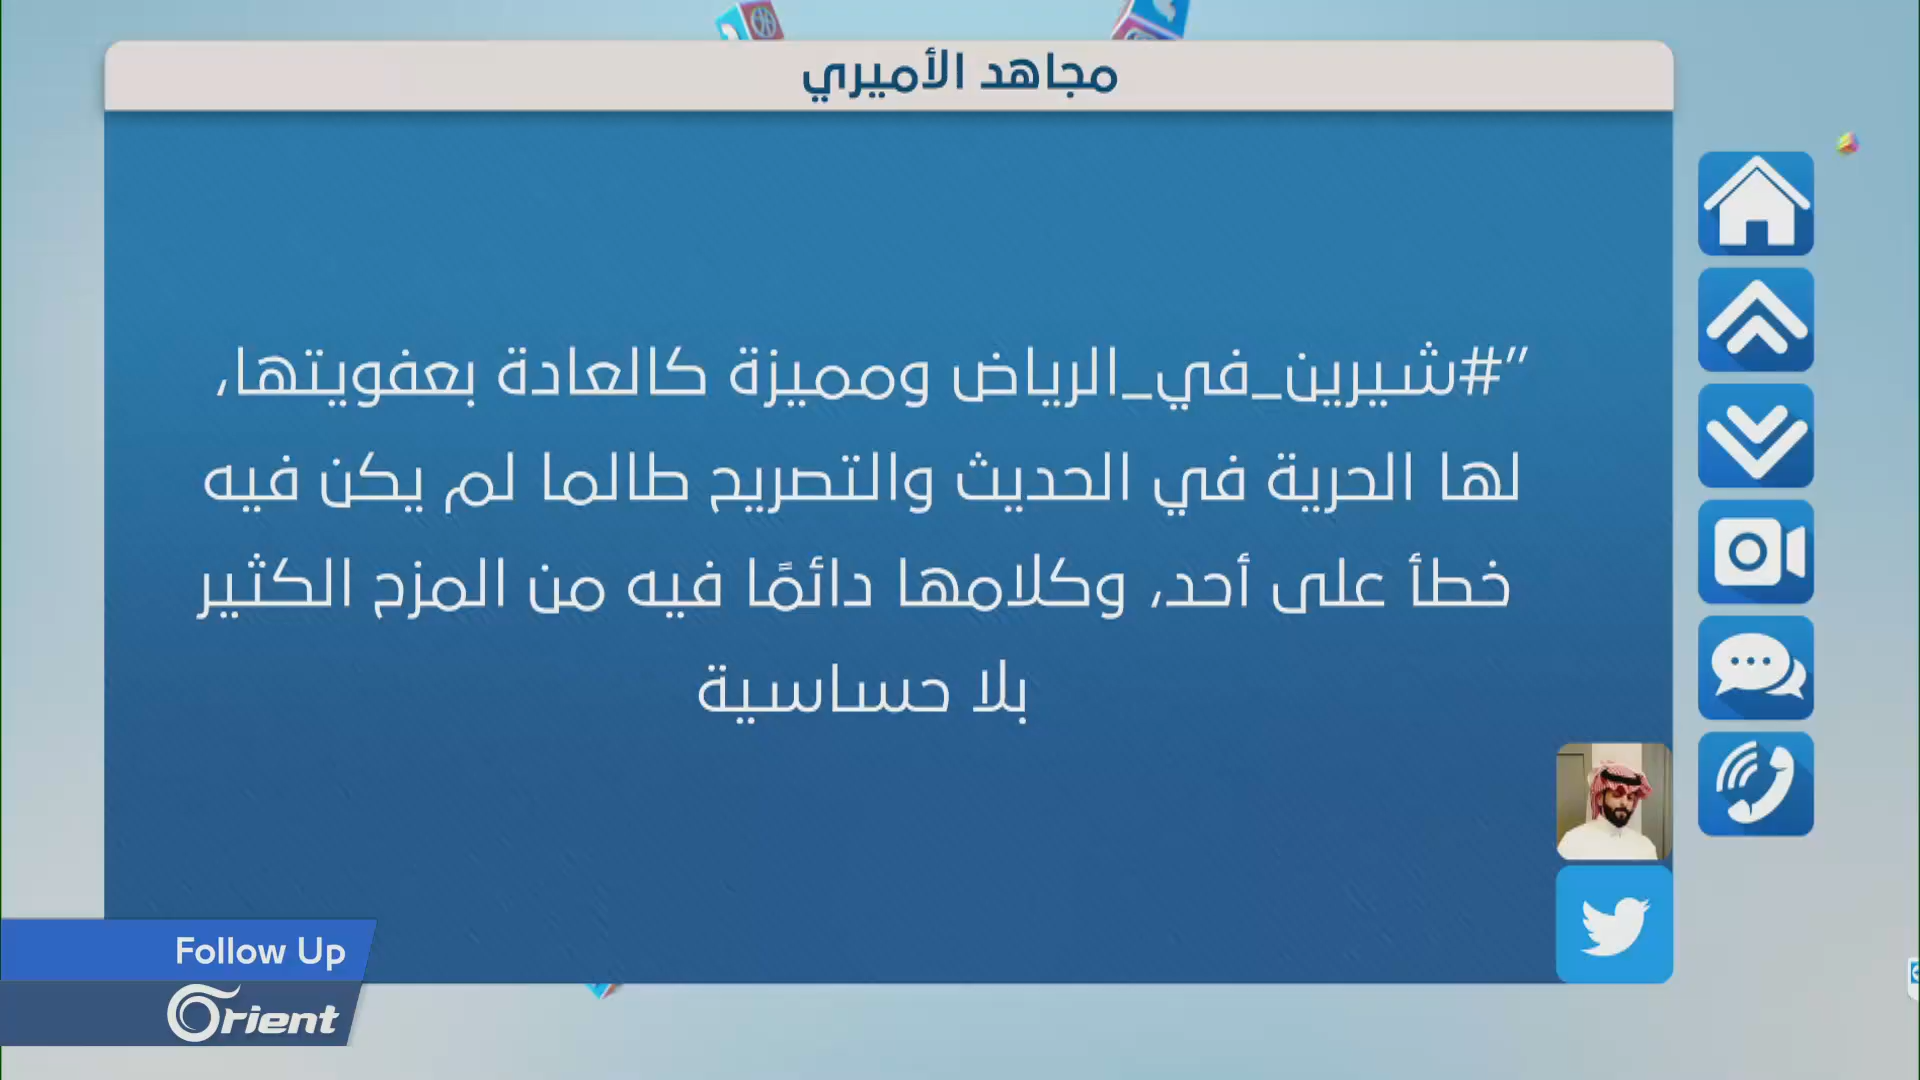 مجاهد الأميري
"#شيرين_في_الرياض ومميزة كالعادة بعفويتها،
لها الحرية في الحديث والتصريح طالما لم يكن فيه
خطأ على أحد، وكلامها دائمًا فيه من المزح الكثير
بلا حساسية
Follow Up
Orient